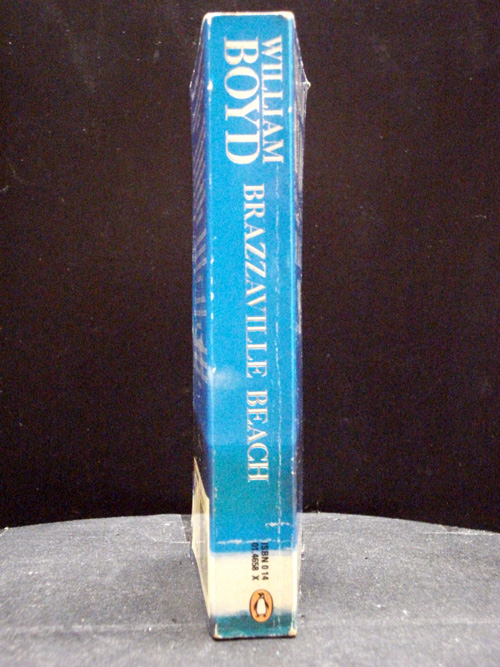 WILLIAM
BOYD
BRAZZAVILLE BEACH
ISBN 0 14
01.4658 X